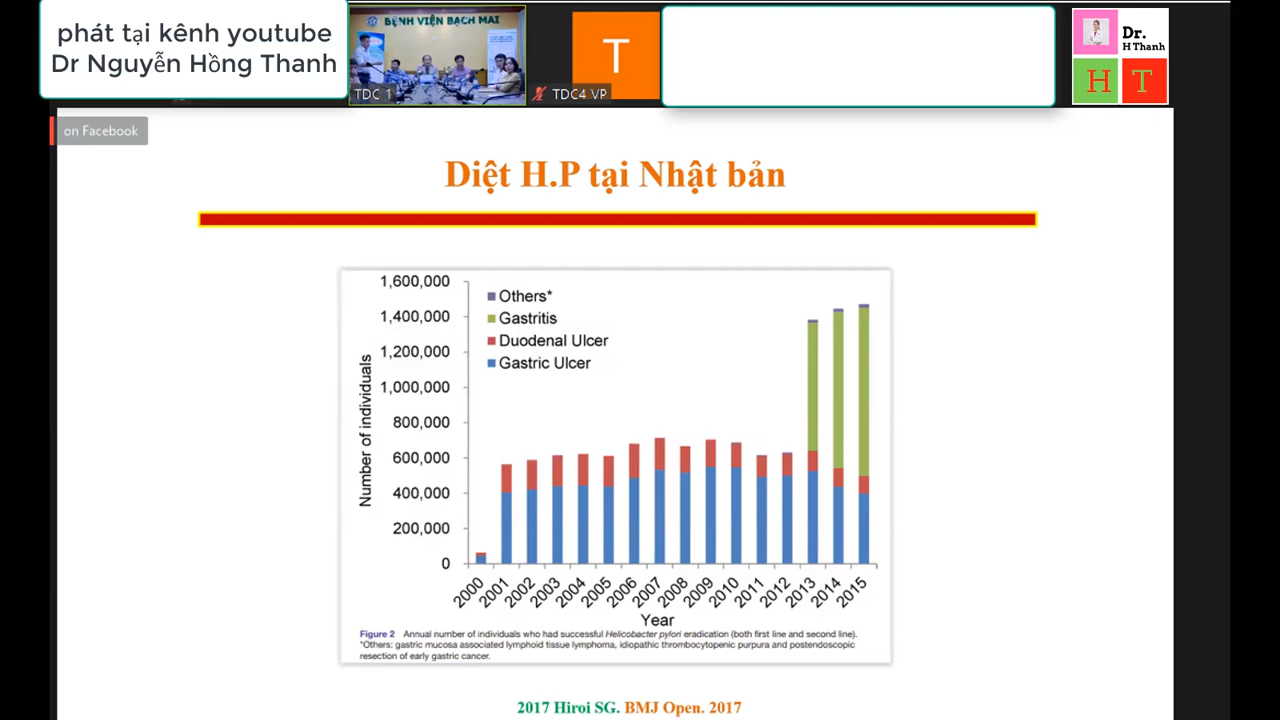 phát tại kênh youtube
Dr Nguyễn Hồng Thanh
BỆNH VIỆN BẠCH MAI
TDC 1
T
TDC4 VP
Dr.
H Thanh
H T
on Facebook
Diệt H.P tại Nhật bản
Number of individuals
1,600,000
1,400,000
1,200,000
1,000,000
800,000
600,000
400,000
200,000
0
Others*
Gastritis
Duodenal Ulcer
Gastric Ulcer
2000 2001 2002 2003 2004 2005 2006 2007 2008 2009 2010 2011 2012 2013 2014 2015
Year
Figure 2 Annual number of individuals who had successful Helicobacter pylori eradication (both first line and second line).
*Others: gastric mucosa associated lymphoid tissue lymphoma, idiopathic thrombocytopenic purpura and postendoscopic
resection of early gastric cancer.
2017 Hiroi SG. BMJ Open. 2017